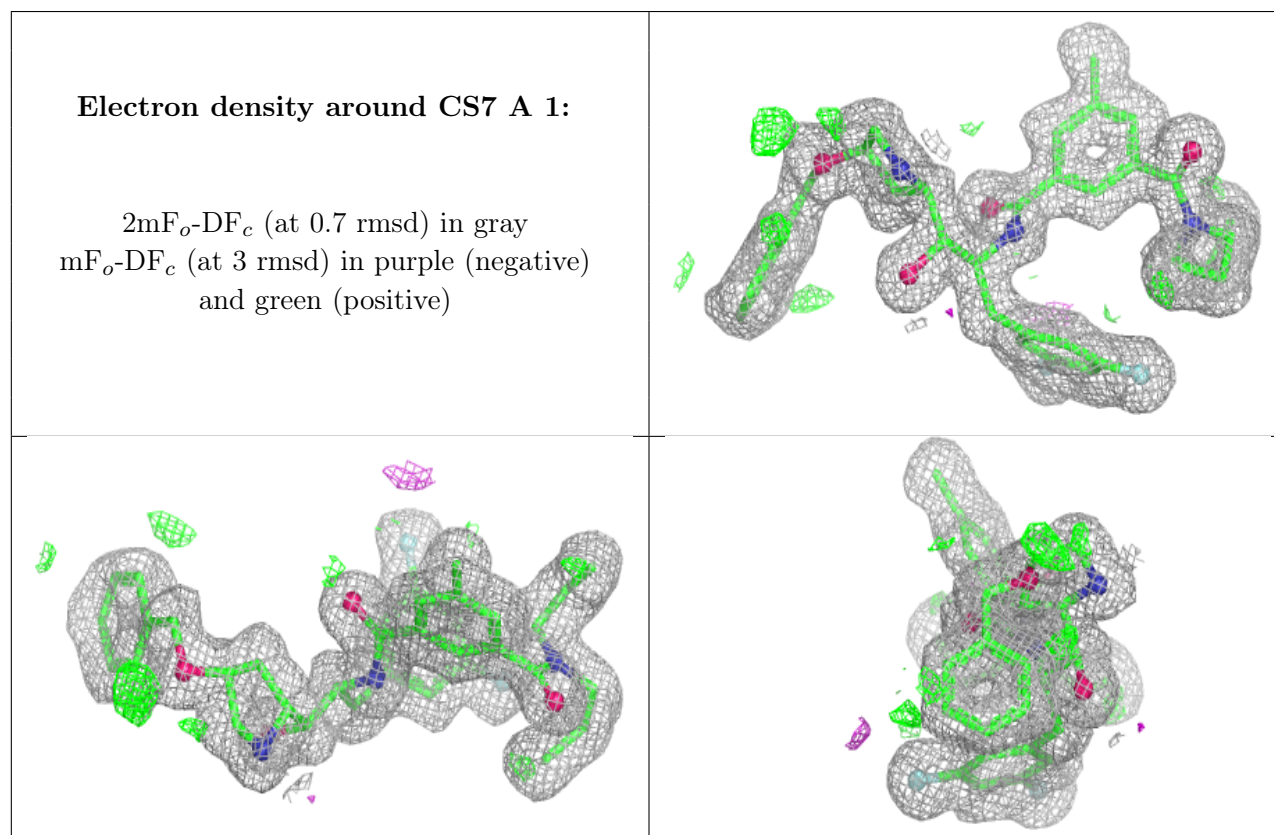 Electron density around CS7 A 1:
2mFo-DFc (at 0.7 rmsd) in gray
mFo-DFc (at 3 rmsd) in purple (negative)
and green (positive)